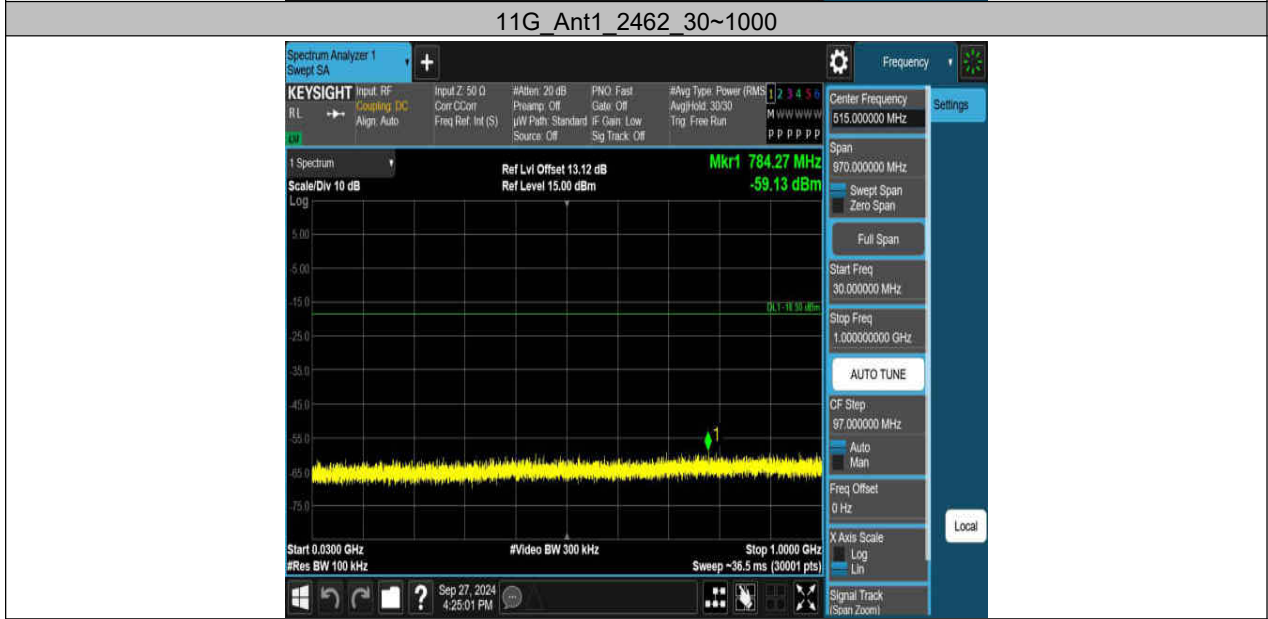 11G_Ant1_2462_30~1000
Spectrum Analyzer 1
Swept SA
+
Frequency
KEYSIGHT
RL
Input: RF
Coupling: DC
Align: Auto
Input Z: 50 Ω
Corr CCorr
Freq Ref: Int (S)
#Atten: 20 dB
Preamp: Off
µW Path: Standard
Source: Off
PNO: Fast
Gate: Off
IF Gain: Low
Sig Track: Off
#Avg Type: Power (RMS
Avg|Hold: 30/30
Trig: Free Run
1 2 3 4 5 6
M W W W W W
P P P P P P
Center Frequency
515.000000 MHz
Settings
1 Spectrum
Scale/Div 10 dB
Log
Ref Lvl Offset 13.12 dB
Ref Level 15.00 dBm
Mkr1 784.27 MHz
-59.13 dBm
Span
970.000000 MHz
Swept Span
Zero Span
Full Span
Start Freq
30.000000 MHz
Stop Freq
1.000000000 GHz
AUTO TUNE
CF Step
97.000000 MHz
Auto
Man
Freq Offset
0 Hz
X Axis Scale
Log
Lin
Signal Track
(Span Zoom)
Local
5.00
-5.00
-15.0
DL1 -18.50 dBm
-25.0
-35.0
-45.0
-55.0
1
-65.0
-75.0
Start 0.0300 GHz
#Res BW 100 kHz
#Video BW 300 kHz
Stop 1.0000 GHz
Sweep ~36.5 ms (30001 pts)
?
Sep 27, 2024
4:25:01 PM